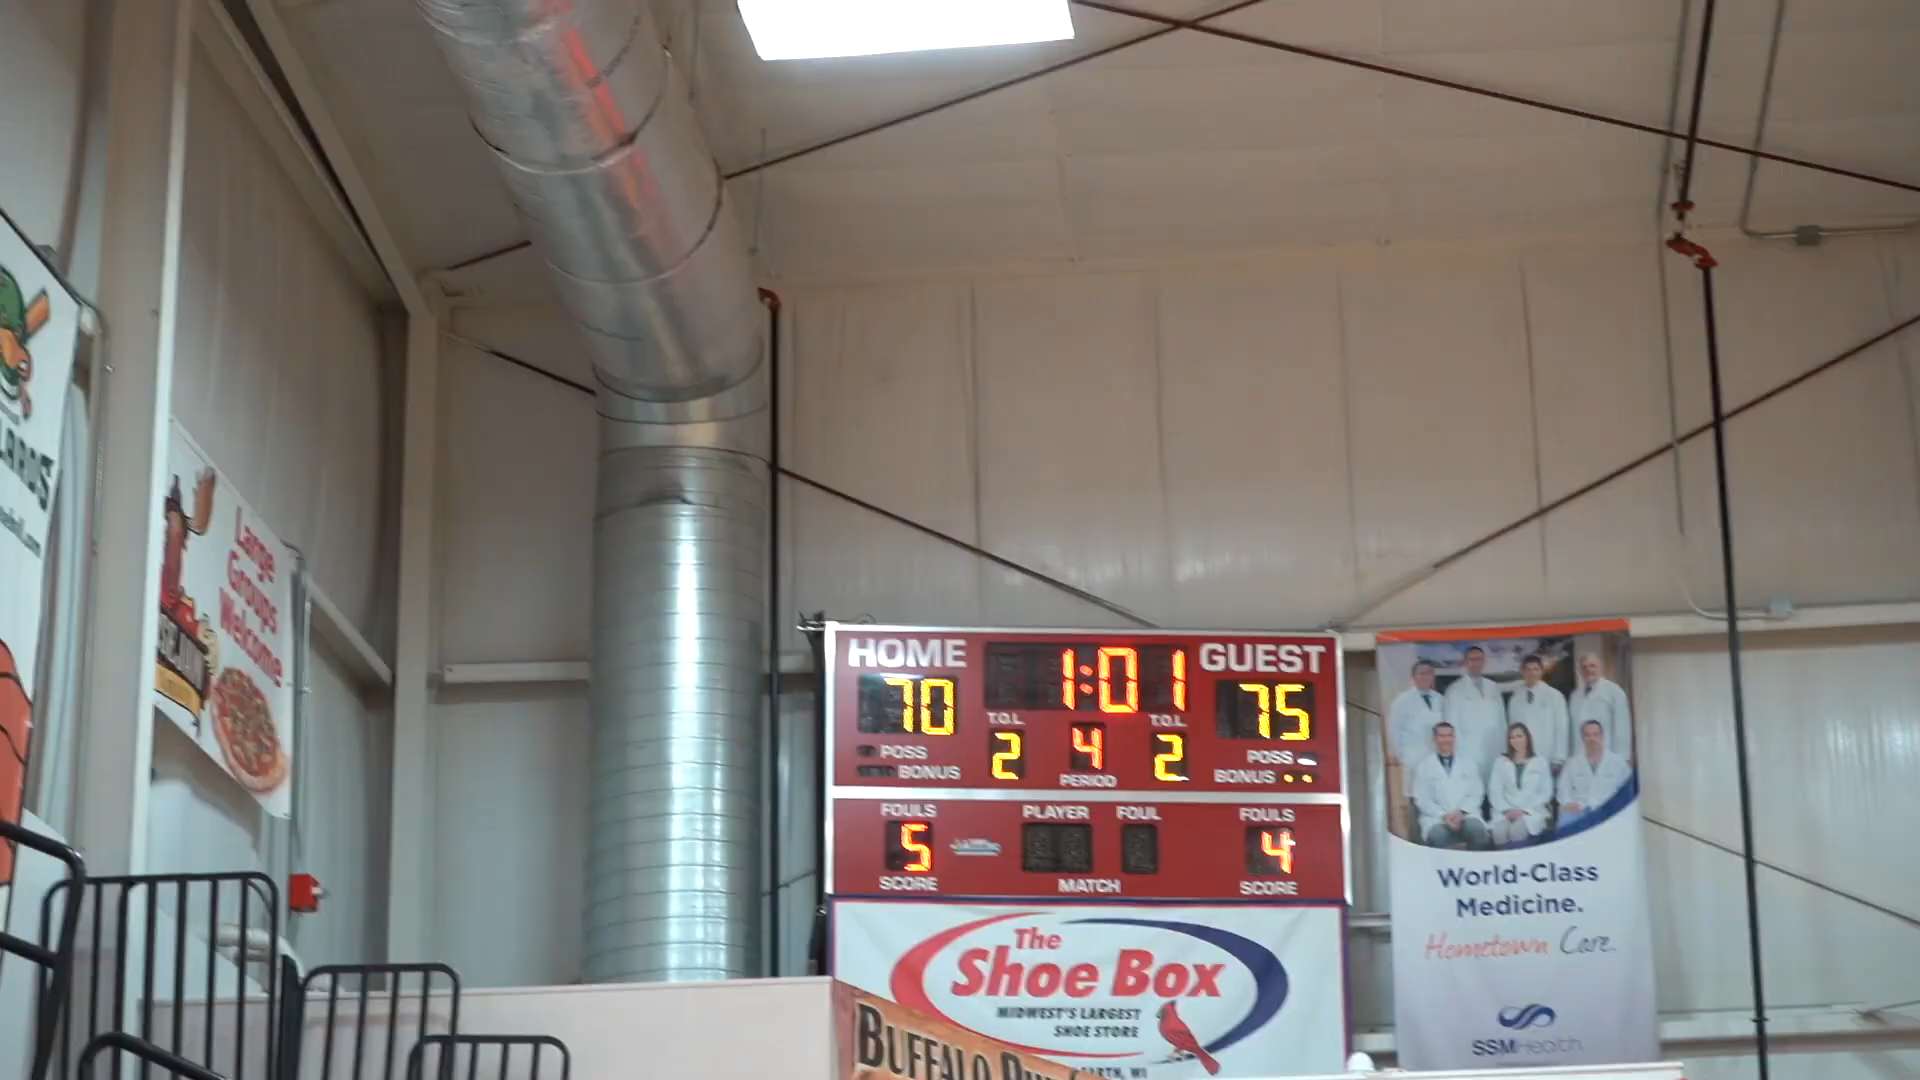 Large
Groups
Welcome
HOME 1:01 GUEST
70 75
T.O.L. T.O.L.
2 4 2
POSS POSS
BONUS PERIOD BONUS
FOULS PLAYER FOUL FOULS
5 4
SCORE MATCH SCORE
The
Shoe Box
MIDWEST'S LARGEST
SHOE STORE
BUFFALO
World-Class
Medicine.
Hometown Care.
SSMHealth